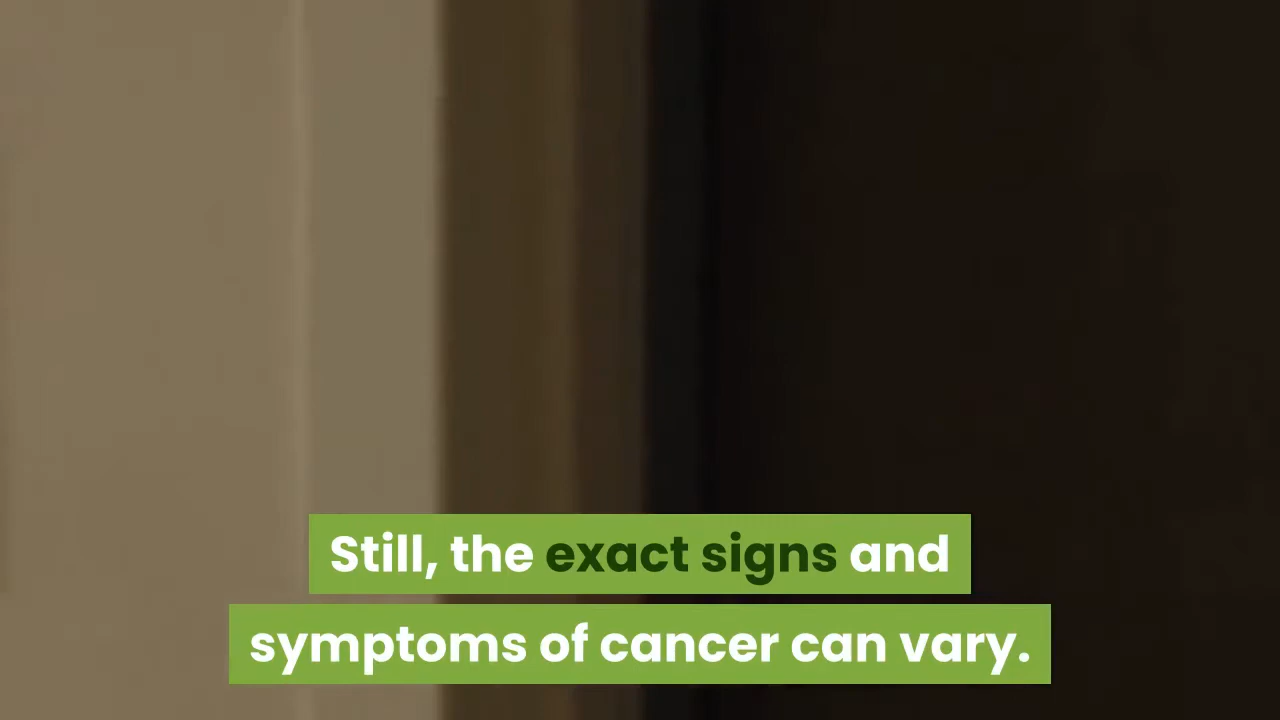 Still, the exact signs and
symptoms of cancer can vary.